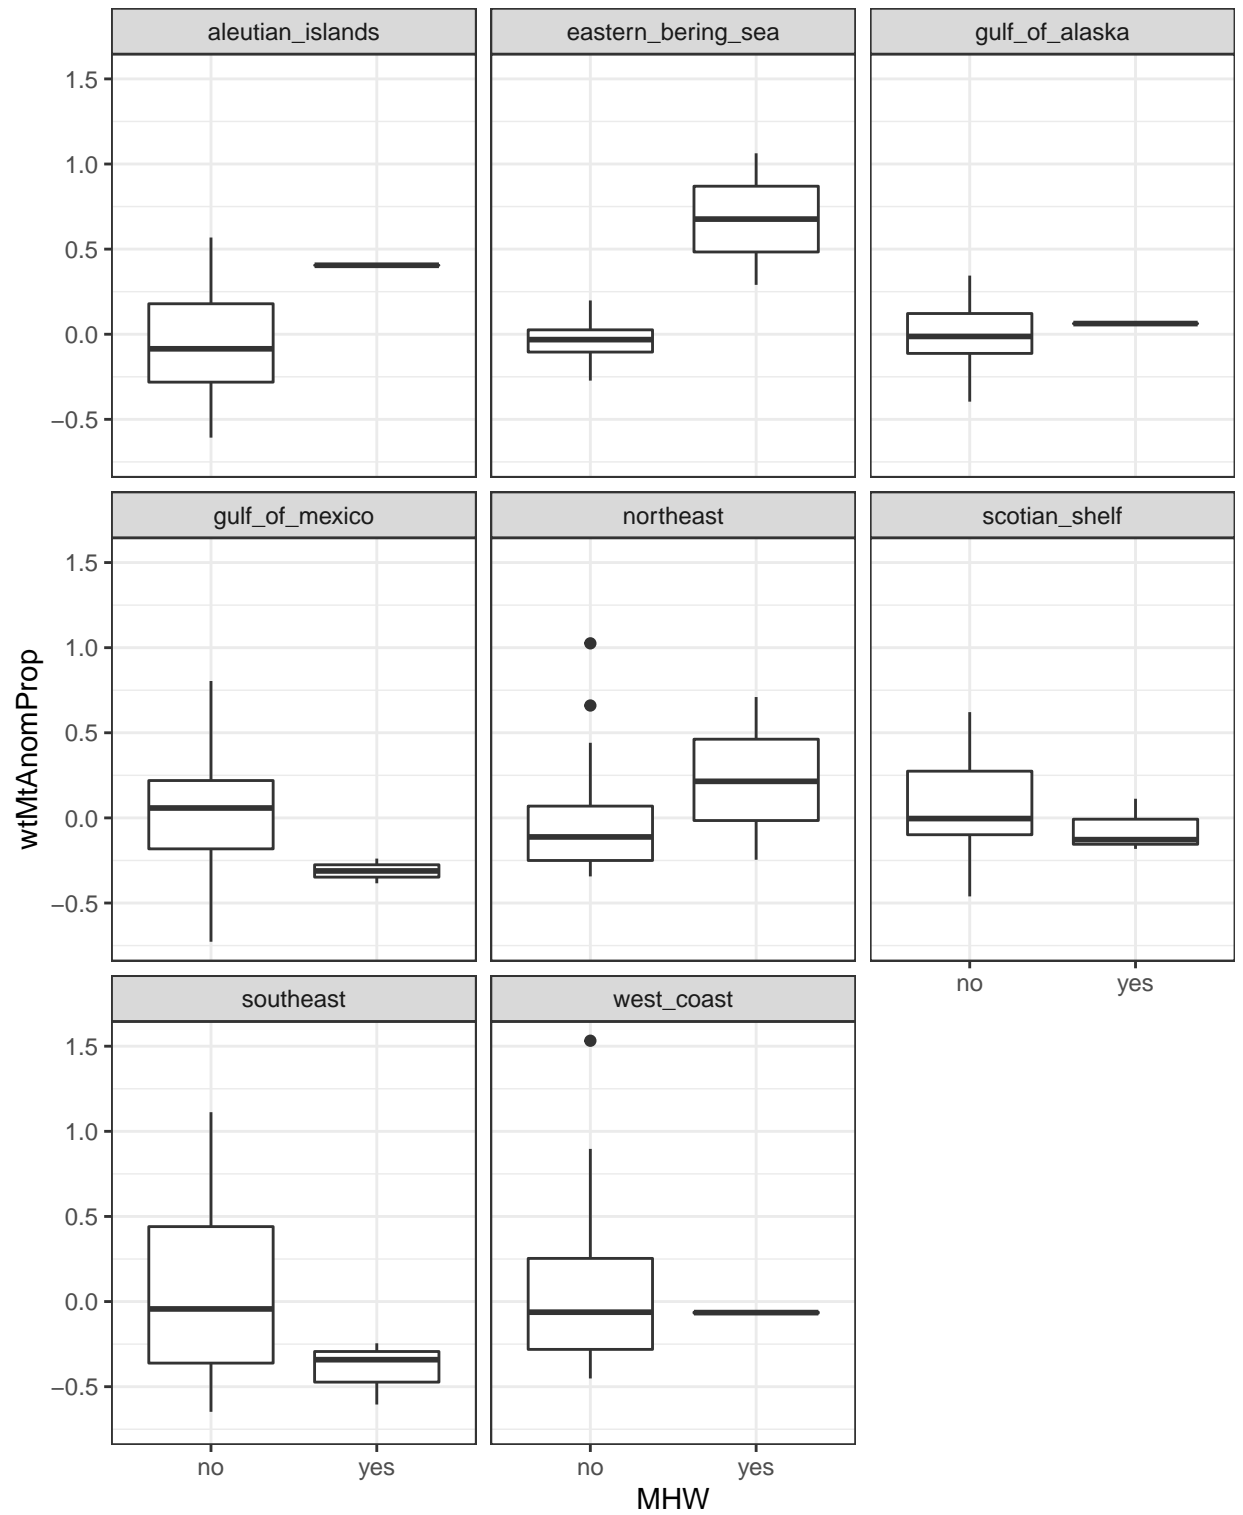 aleutian_islands
eastern_bering_sea
gulf_of_alaska
1.5
1.0
0.5
0.0
−0.5
gulf_of_mexico
northeast
scotian_shelf
1.5
1.0
0.5
0.0
−0.5
no
yes
southeast
west_coast
1.5
1.0
0.5
0.0
−0.5
no
yes
no
yes
MHW
wtMtAnomProp